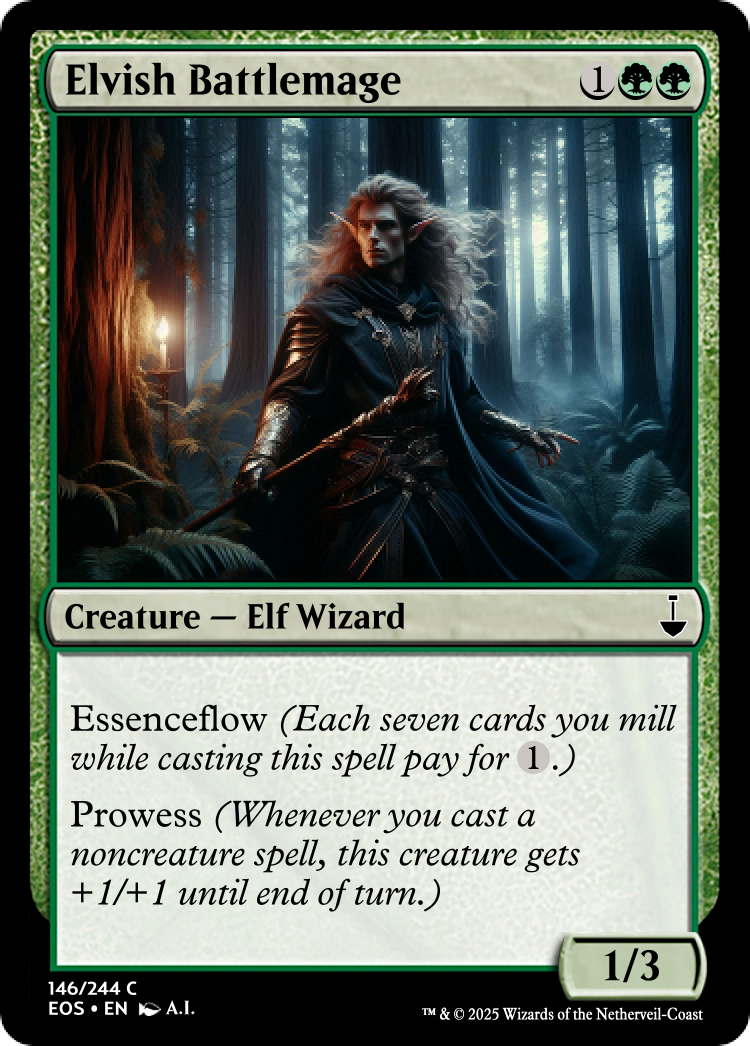 Elvish Battlemage 1
Creature — Elf Wizard
Essenceflow (Each seven cards you mill
while casting this spell pay for 1.)
Prowess (Whenever you cast a
noncreature spell, this creature gets
+1/+1 until end of turn.)
1/3
146/244 C
EOS • EN A.I.
™ & © 2025 Wizards of the Netherveil-Coast